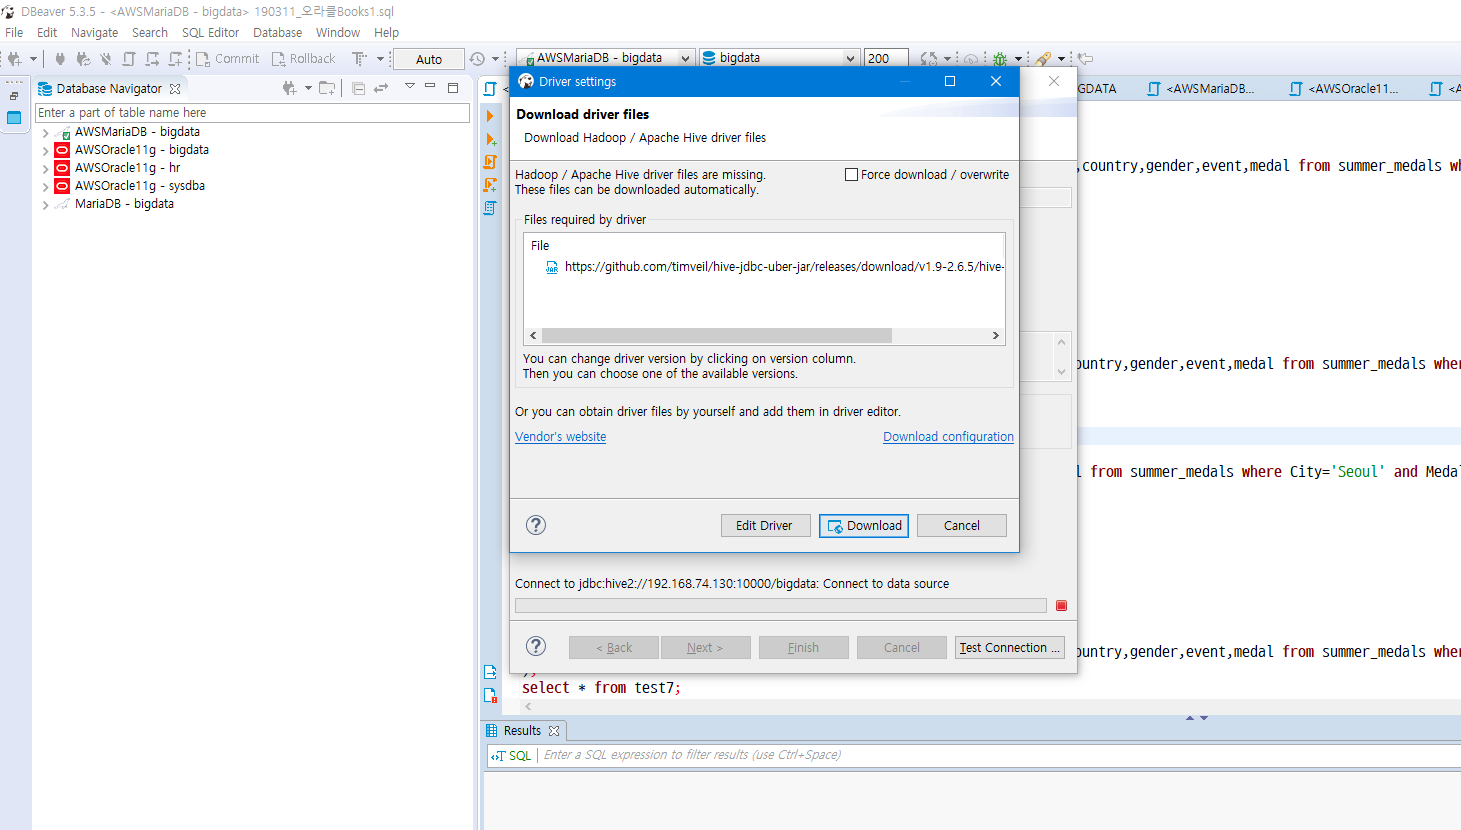 DBeaver 5.3.5 - <AWSMariaDB - bigdata> 190311_오라클Books1.sql
File Edit Navigate Search SQL Editor Database Window Help
Commit Rollback Auto AWSMariaDB - bigdata bigdata 200
Database Navigator
Enter a part of table name here
AWSMariaDB - bigdata
AWSOracle11g - bigdata
AWSOracle11g - hr
AWSOracle11g - sysdba
MariaDB - bigdata
GDATA <AWSMariaDB... <AWSOracle11... <A
Driver settings
Download driver files
Download Hadoop / Apache Hive driver files
Hadoop / Apache Hive driver files are missing.
These files can be downloaded automatically.
Force download / overwrite
Files required by driver
File
https://github.com/timveil/hive-jdbc-uber-jar/releases/download/v1.9-2.6.5/hive-
You can change driver version by clicking on version column.
Then you can choose one of the available versions.
Or you can obtain driver files by yourself and add them in driver editor.
Vendor's website Download configuration
Edit Driver Download Cancel
Connect to jdbc:hive2://192.168.74.130:10000/bigdata: Connect to data source
< Back Next > Finish Cancel Test Connection ...
,country,gender,event,medal from summer_medals wh
ountry,gender,event,medal from summer_medals wher
l from summer_medals where City='Seoul' and Medal
ountry,gender,event,medal from summer_medals wher
);
select * from test7;
Results
SQL Enter a SQL expression to filter results (use Ctrl+Space)